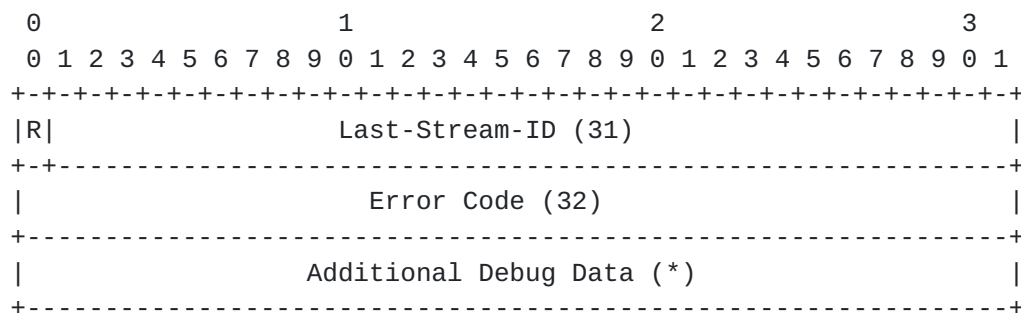 0                   1                   2                   3
 0 1 2 3 4 5 6 7 8 9 0 1 2 3 4 5 6 7 8 9 0 1 2 3 4 5 6 7 8 9 0 1
+-+-+-+-+-+-+-+-+-+-+-+-+-+-+-+-+-+-+-+-+-+-+-+-+-+-+-+-+-+-+-+-+
|R|                  Last-Stream-ID (31)                        |
+-+-------------------------------------------------------------+
|                      Error Code (32)                          |
+---------------------------------------------------------------+
|                  Additional Debug Data (*)                    |
+---------------------------------------------------------------+